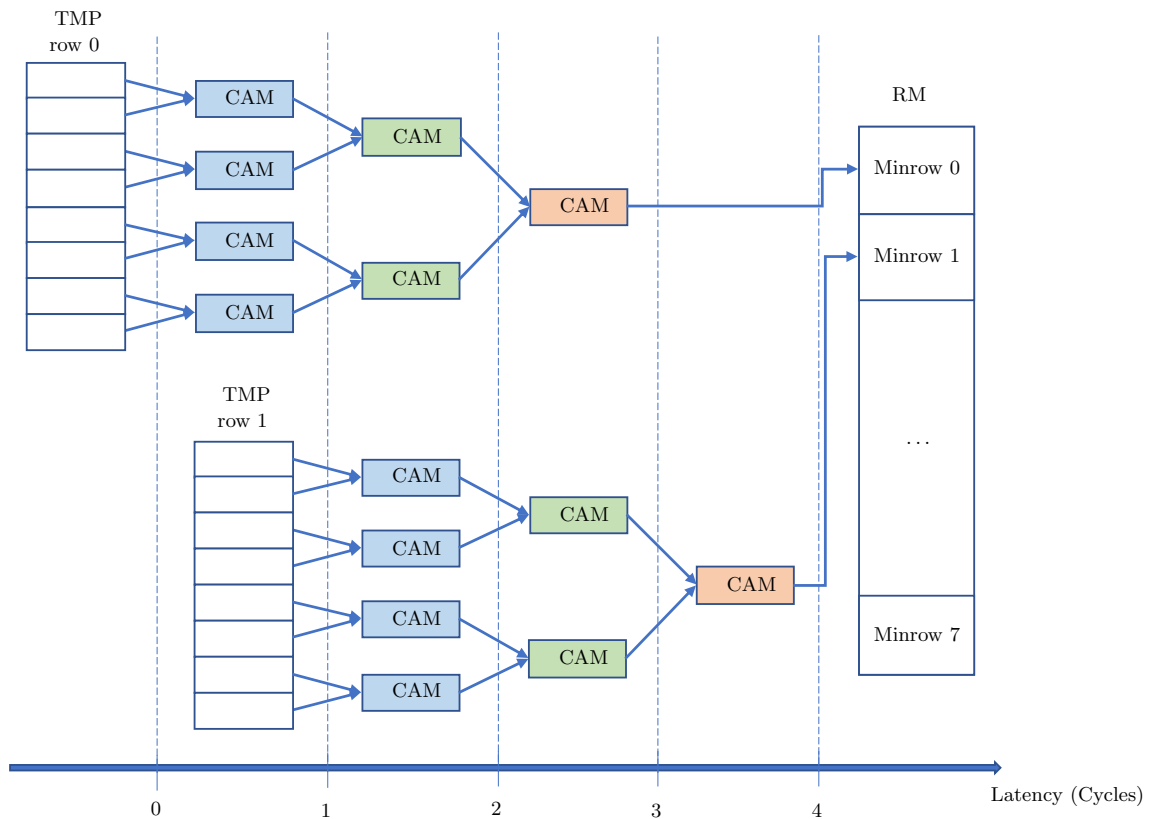 TMP
row 0
CAM
CAM
CAM
CAM
CAM
CAM
CAM
RM
Minrow 0
Minrow 1
. . .
Minrow 7
TMP
row 1
CAM
CAM
CAM
CAM
CAM
CAM
CAM
0
1
2
3
4
Latency (Cycles)